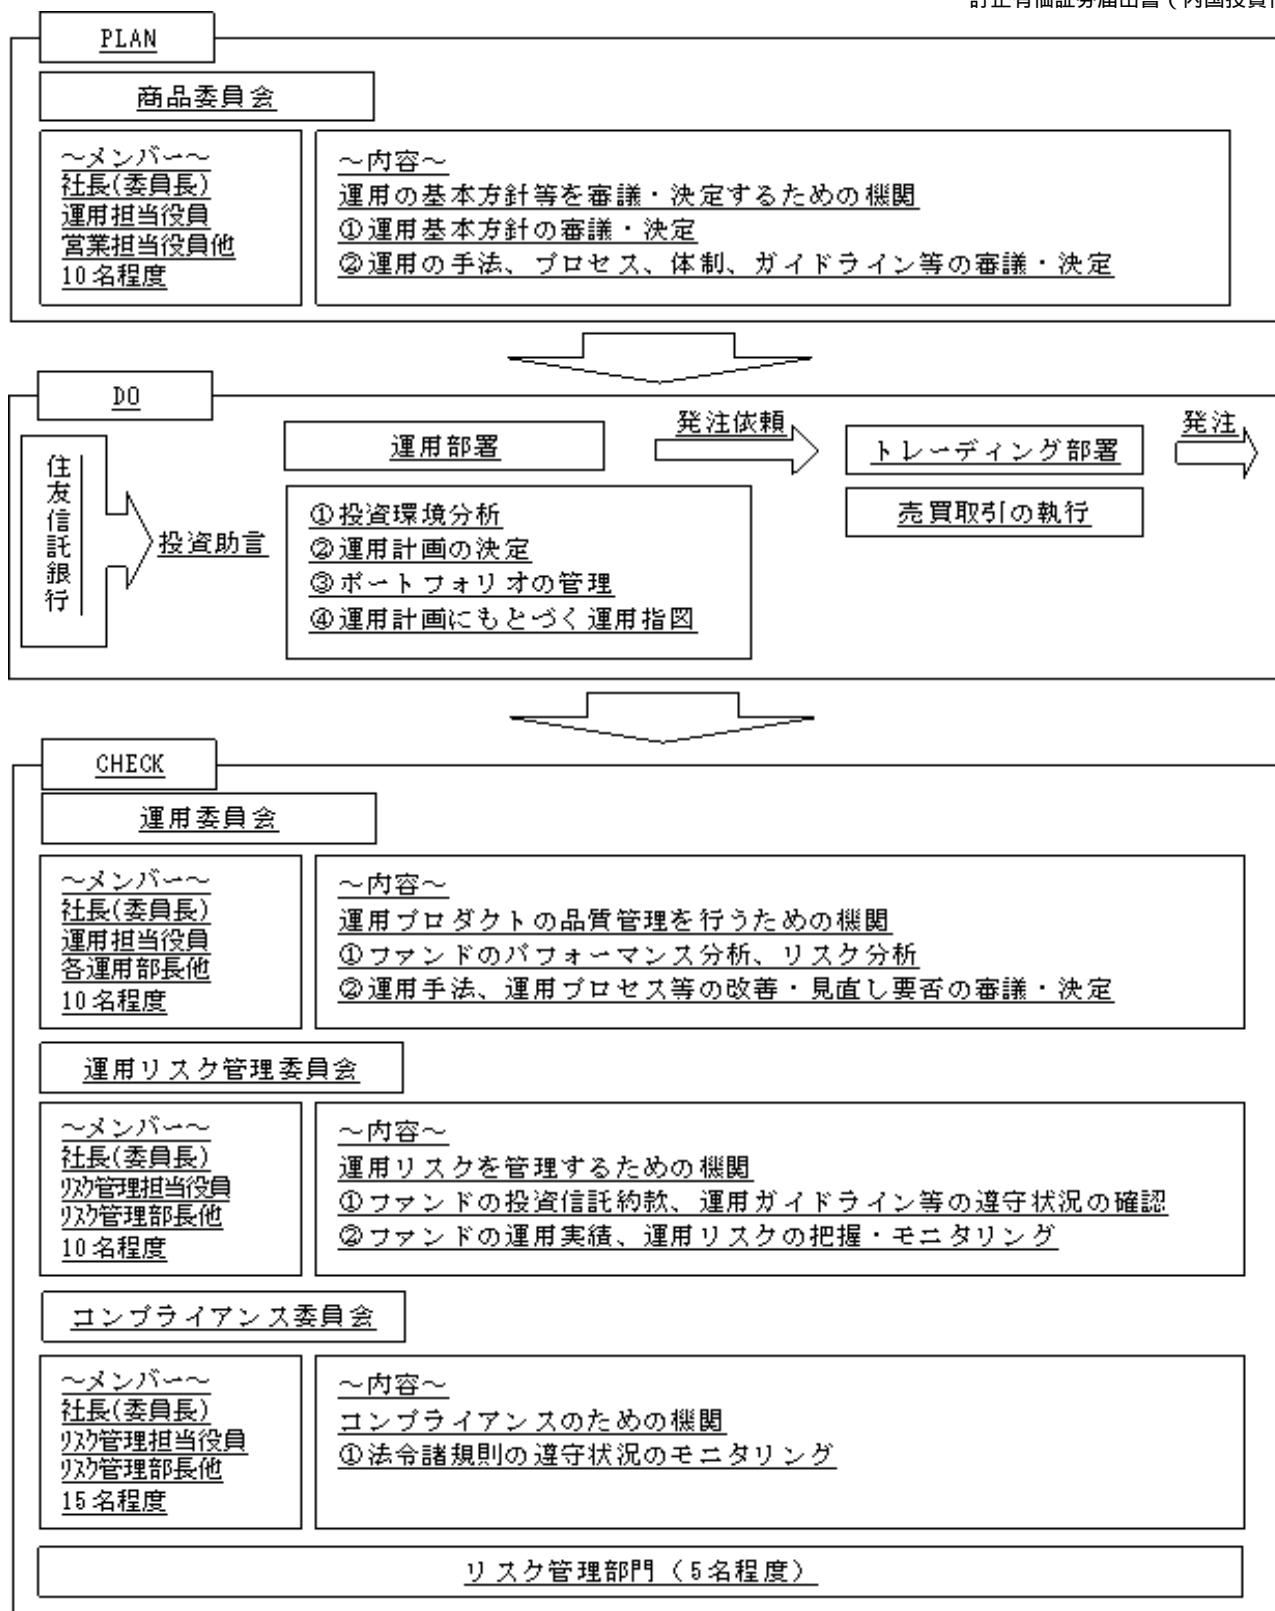 訂正有価証券届出書(内国投資信
PLAN
商品委員会
～メンバー～
社長(委員長)
運用担当役員
営業担当役員他
10名程度
～内容～
運用の基本方針等を審議・決定するための機関
①運用基本方針の審議・決定
②運用の手法、プロセス、体制、ガイドライン等の審議・決定
DO
住友信託銀行
投資助言
運用部署
①投資環境分析
②運用計画の決定
③ポートフォリオの管理
④運用計画にもとづく運用指図
発注依頼
トレーディング部署
売買取引の執行
発注
CHECK
運用委員会
～メンバー～
社長(委員長)
運用担当役員
各運用部長他
10名程度
～内容～
運用プロダクトの品質管理を行うための機関
①ファンドのパフォーマンス分析、リスク分析
②運用手法、運用プロセス等の改善・見直し要否の審議・決定
運用リスク管理委員会
～メンバー～
社長(委員長)
ﾘｽｸ管理担当役員
ﾘｽｸ管理部長他
10名程度
～内容～
運用リスクを管理するための機関
①ファンドの投資信託約款、運用ガイドライン等の遵守状況の確認
②ファンドの運用実績、運用リスクの把握・モニタリング
コンプライアンス委員会
～メンバー～
社長(委員長)
ﾘｽｸ管理担当役員
ﾘｽｸ管理部長他
15名程度
～内容～
コンプライアンスのための機関
①法令諸規則の遵守状況のモニタリング
リスク管理部門（5名程度）